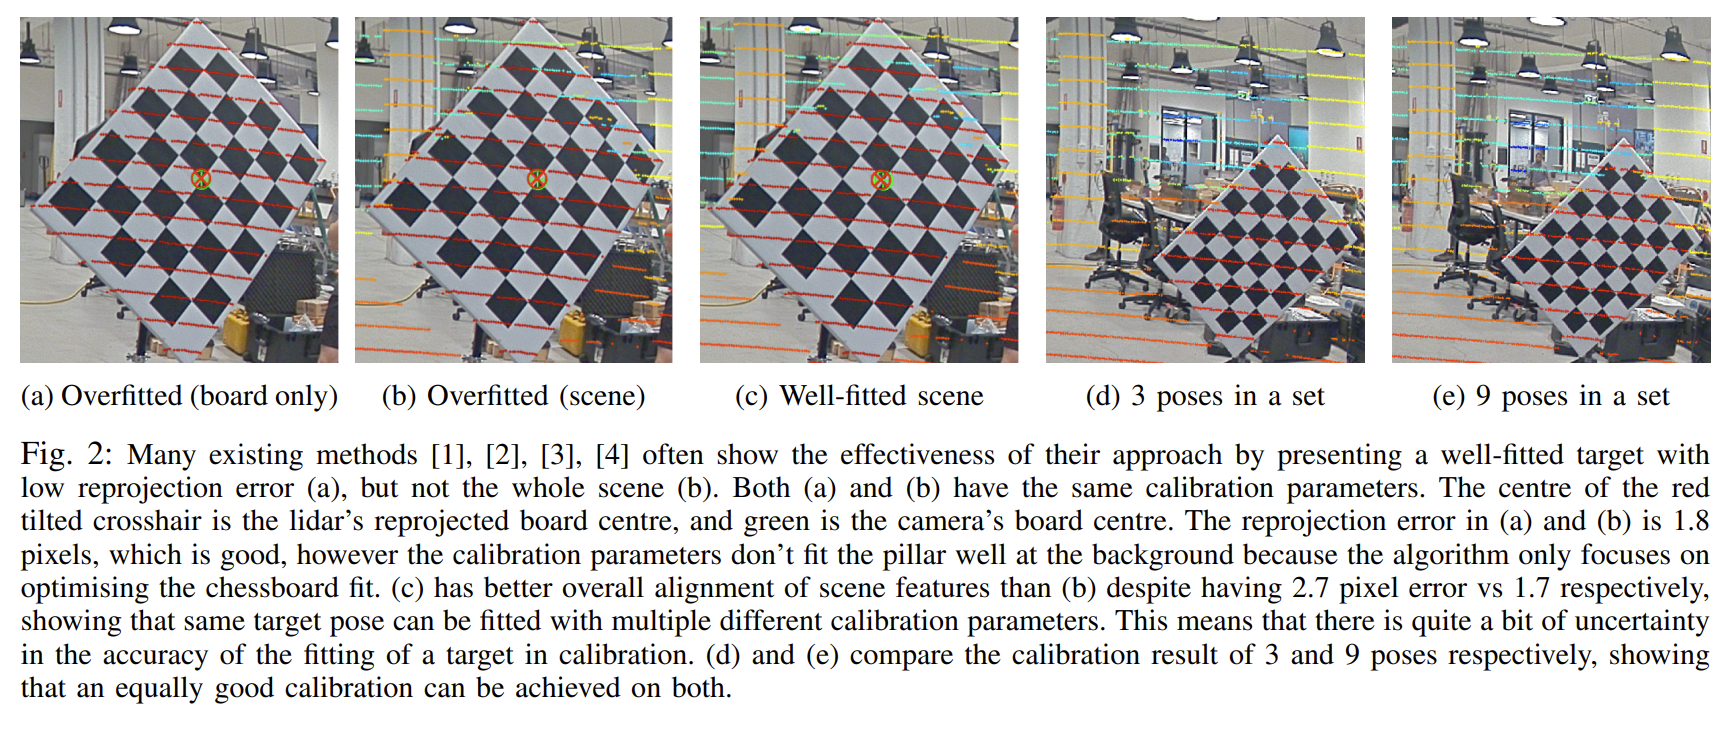 (a) Overfitted (board only)
(b) Overfitted (scene)
(c) Well-fitted scene
(d) 3 poses in a set
(e) 9 poses in a set
Fig. 2: Many existing methods [1], [2], [3], [4] often show the effectiveness of their approach by presenting a well-fitted target with
low reprojection error (a), but not the whole scene (b). Both (a) and (b) have the same calibration parameters. The centre of the red
tilted crosshair is the lidar's reprojected board centre, and green is the camera's board centre. The reprojection error in (a) and (b) is 1.8
pixels, which is good, however the calibration parameters don't fit the pillar well at the background because the algorithm only focuses on
optimising the chessboard fit. (c) has better overall alignment of scene features than (b) despite having 2.7 pixel error vs 1.7 respectively,
showing that same target pose can be fitted with multiple different calibration parameters. This means that there is quite a bit of uncertainty
in the accuracy of the fitting of a target in calibration. (d) and (e) compare the calibration result of 3 and 9 poses respectively, showing
that an equally good calibration can be achieved on both.